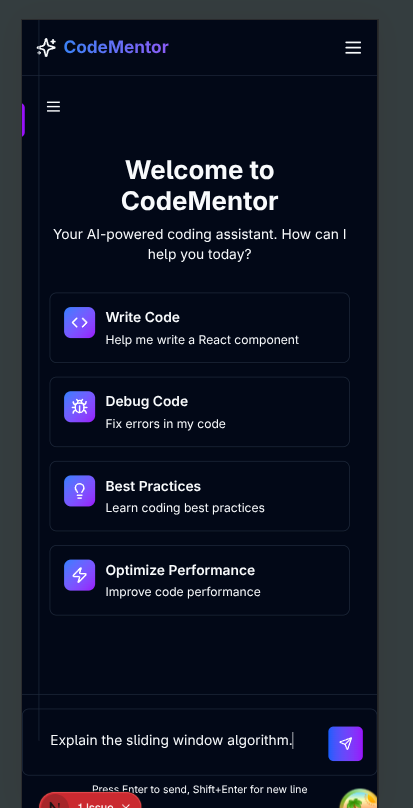 CodeMentor
Welcome to
CodeMentor
Your AI-powered coding assistant. How can I
help you today?
Write Code
Help me write a React component
Debug Code
Fix errors in my code
Best Practices
Learn coding best practices
Optimize Performance
Improve code performance
Explain the sliding window algorithm.
Press Enter to send, Shift+Enter for new line
N 1 Issue